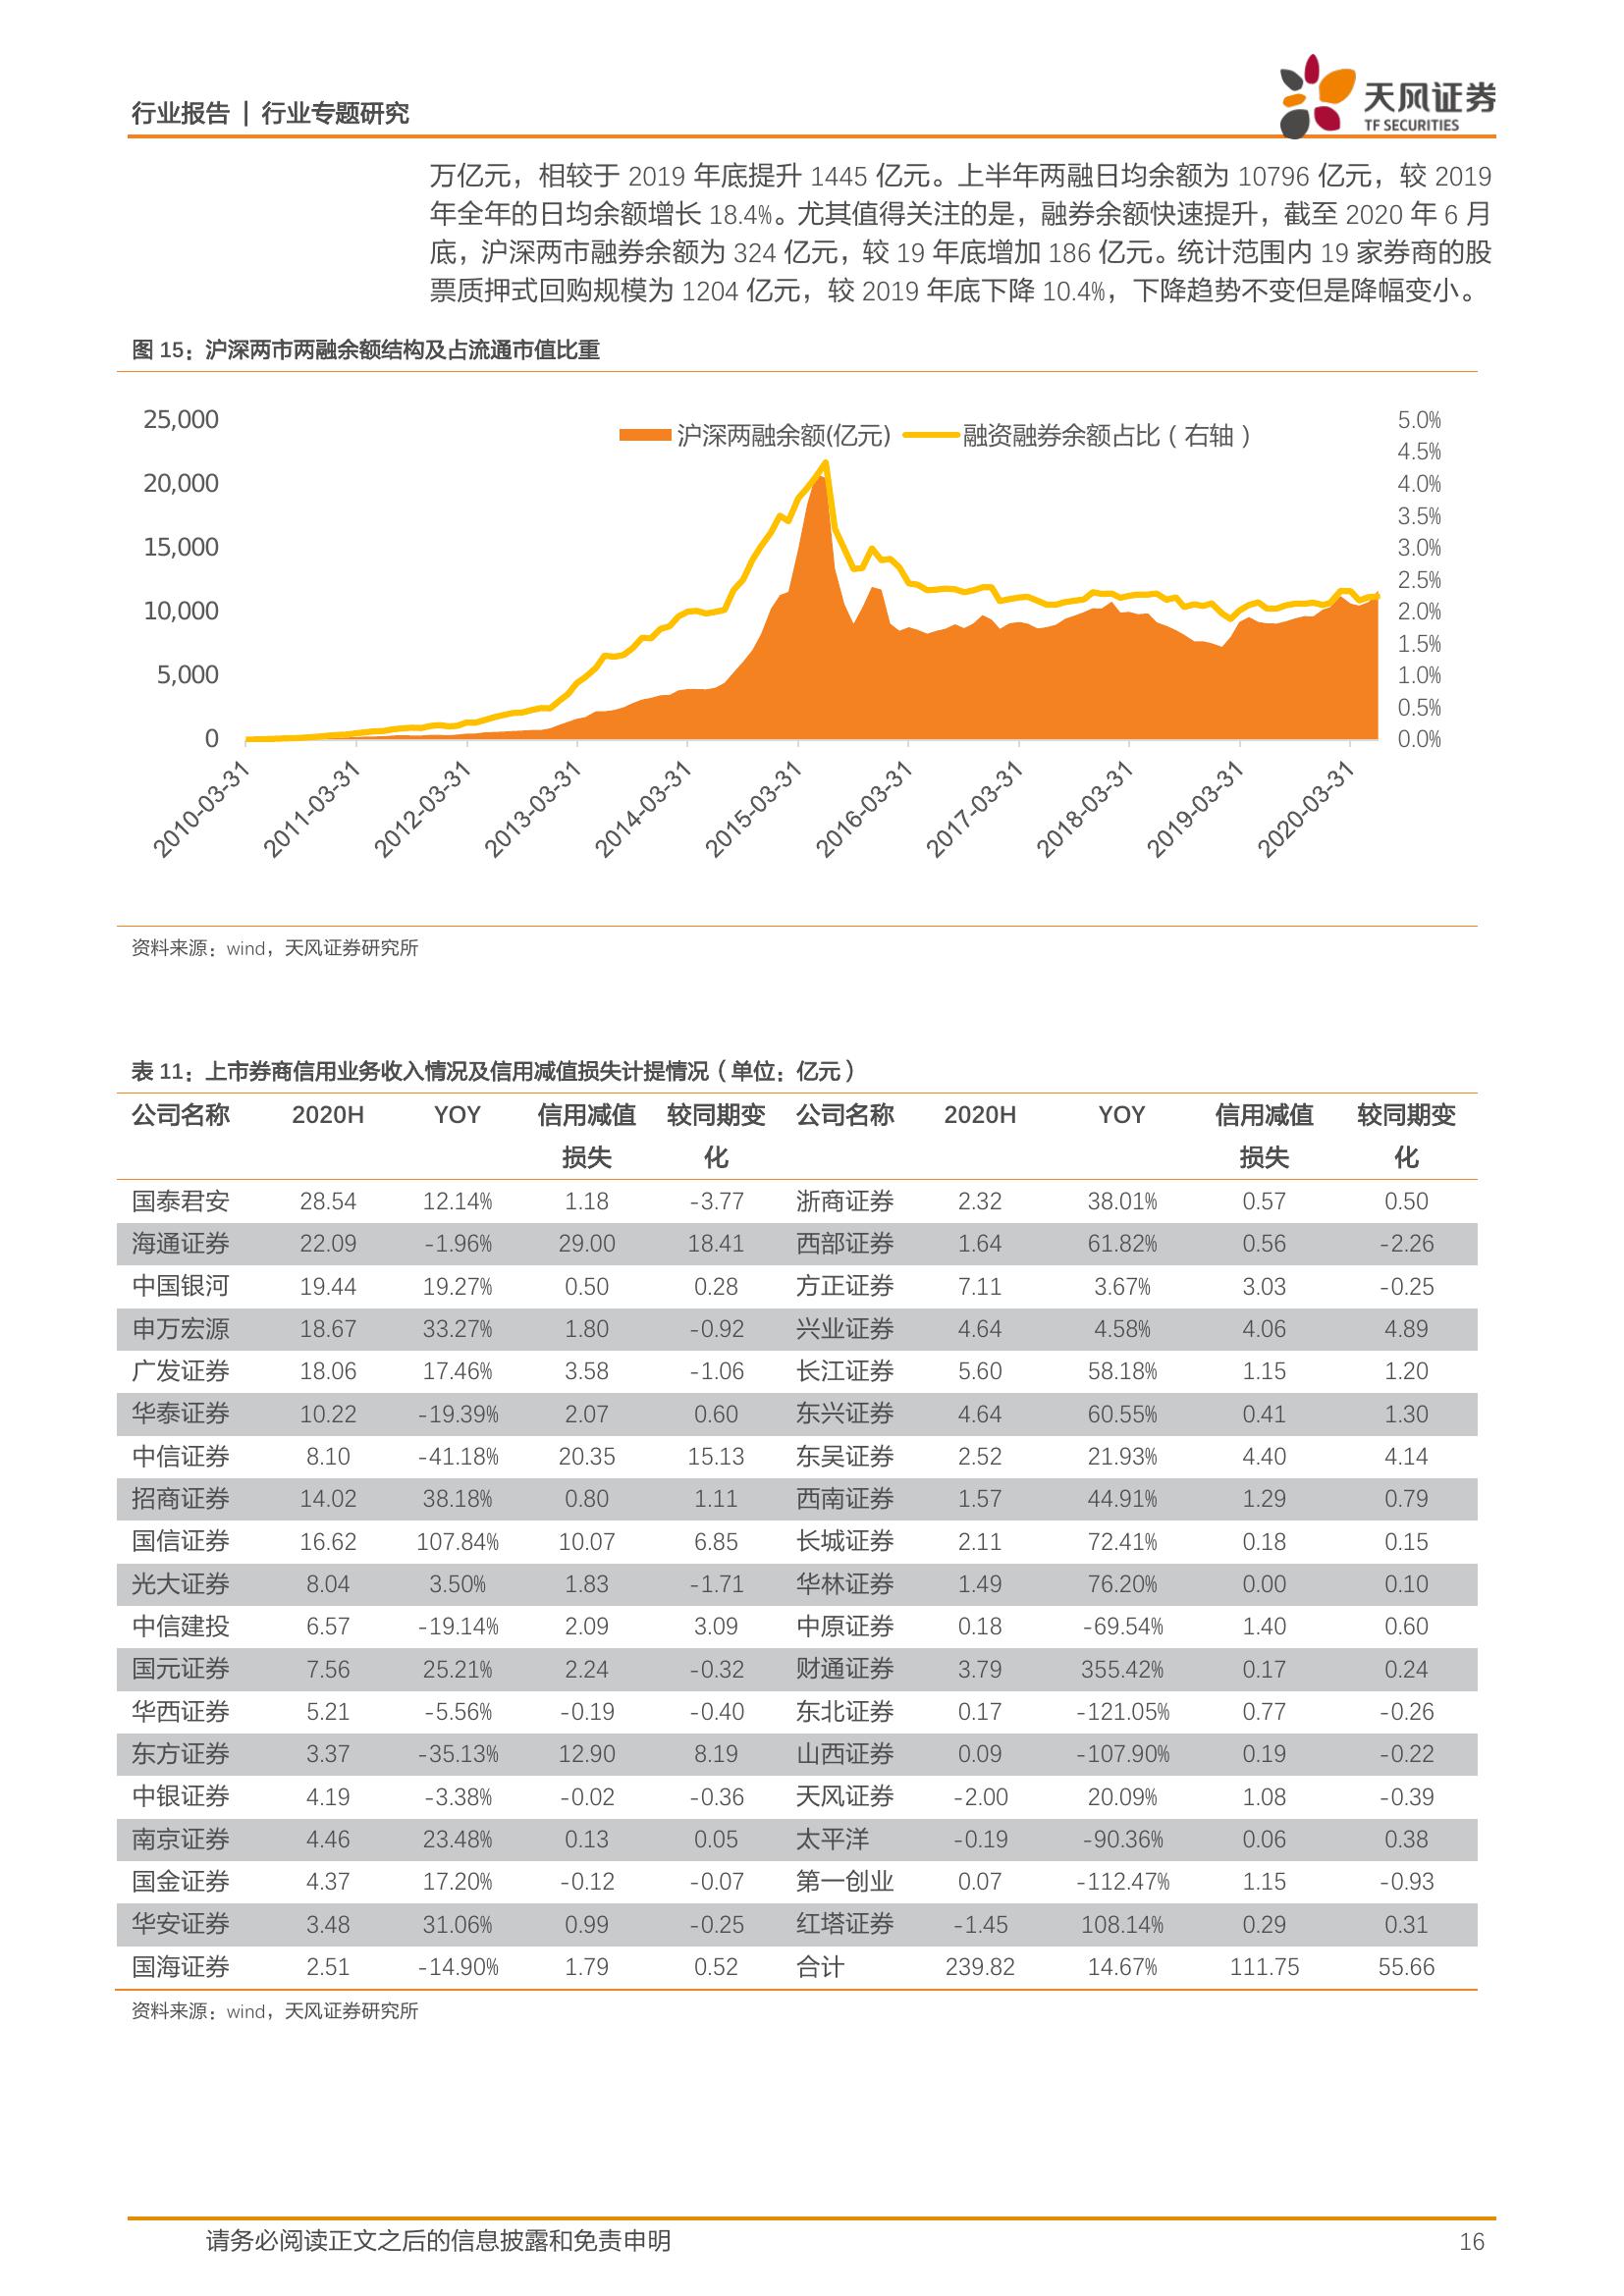 行业报告 | 行业专题研究
天风证券
TF SECURITIES
万亿元，相较于 2019 年底提升 1445 亿元。上半年两融日均余额为 10796 亿元，较 2019
年全年的日均余额增长 18.4%。尤其值得关注的是，融券余额快速提升，截至 2020 年 6 月
底，沪深两市融券余额为 324 亿元，较 19 年底增加 186 亿元。统计范围内 19 家券商的股
票质押式回购规模为 1204 亿元，较 2019 年底下降 10.4%，下降趋势不变但是降幅变小。
图 15：沪深两市两融余额结构及占流通市值比重
沪深两融余额(亿元) 融资融券余额占比（右轴）
25,000
20,000
15,000
10,000
5,000
0
5.0%
4.5%
4.0%
3.5%
3.0%
2.5%
2.0%
1.5%
1.0%
0.5%
0.0%
2010-03-31
2011-03-31
2012-03-31
2013-03-31
2014-03-31
2015-03-31
2016-03-31
2017-03-31
2018-03-31
2019-03-31
2020-03-31
资料来源：wind，天风证券研究所
表 11：上市券商信用业务收入情况及信用减值损失计提情况（单位：亿元）
公司名称 2020H YOY 信用减值 较同期变 公司名称 2020H YOY 信用减值 较同期变
损失 化 损失 化
国泰君安 28.54 12.14% 1.18 -3.77 浙商证券 2.32 38.01% 0.57 0.50
海通证券 22.09 -1.96% 29.00 18.41 西部证券 1.64 61.82% 0.56 -2.26
中国银河 19.44 19.27% 0.50 0.28 方正证券 7.11 3.67% 3.03 -0.25
申万宏源 18.67 33.27% 1.80 -0.92 兴业证券 4.64 4.58% 4.06 4.89
广发证券 18.06 17.46% 3.58 -1.06 长江证券 5.60 58.18% 1.15 1.20
华泰证券 10.22 -19.39% 2.07 0.60 东兴证券 4.64 60.55% 0.41 1.30
中信证券 8.10 -41.18% 20.35 15.13 东吴证券 2.52 21.93% 4.40 4.14
招商证券 14.02 38.18% 0.80 1.11 西南证券 1.57 44.91% 1.29 0.79
国信证券 16.62 107.84% 10.07 6.85 长城证券 2.11 72.41% 0.18 0.15
光大证券 8.04 3.50% 1.83 -1.71 华林证券 1.49 76.20% 0.00 0.10
中信建投 6.57 -19.14% 2.09 3.09 中原证券 0.18 -69.54% 1.40 0.60
国元证券 7.56 25.21% 2.24 -0.32 财通证券 3.79 355.42% 0.17 0.24
华西证券 5.21 -5.56% -0.19 -0.40 东北证券 0.17 -121.05% 0.77 -0.26
东方证券 3.37 -35.13% 12.90 8.19 山西证券 0.09 -107.90% 0.19 -0.22
中银证券 4.19 -3.38% -0.02 -0.36 天风证券 -2.00 20.09% 1.08 -0.39
南京证券 4.46 23.48% 0.13 0.05 太平洋 -0.19 -90.36% 0.06 0.38
国金证券 4.37 17.20% -0.12 -0.07 第一创业 0.07 -112.47% 1.15 -0.93
华安证券 3.48 31.06% 0.99 -0.25 红塔证券 -1.45 108.14% 0.29 0.31
国海证券 2.51 -14.90% 1.79 0.52 合计 239.82 14.67% 111.75 55.66
资料来源：wind，天风证券研究所
请务必阅读正文之后的信息披露和免责申明 16